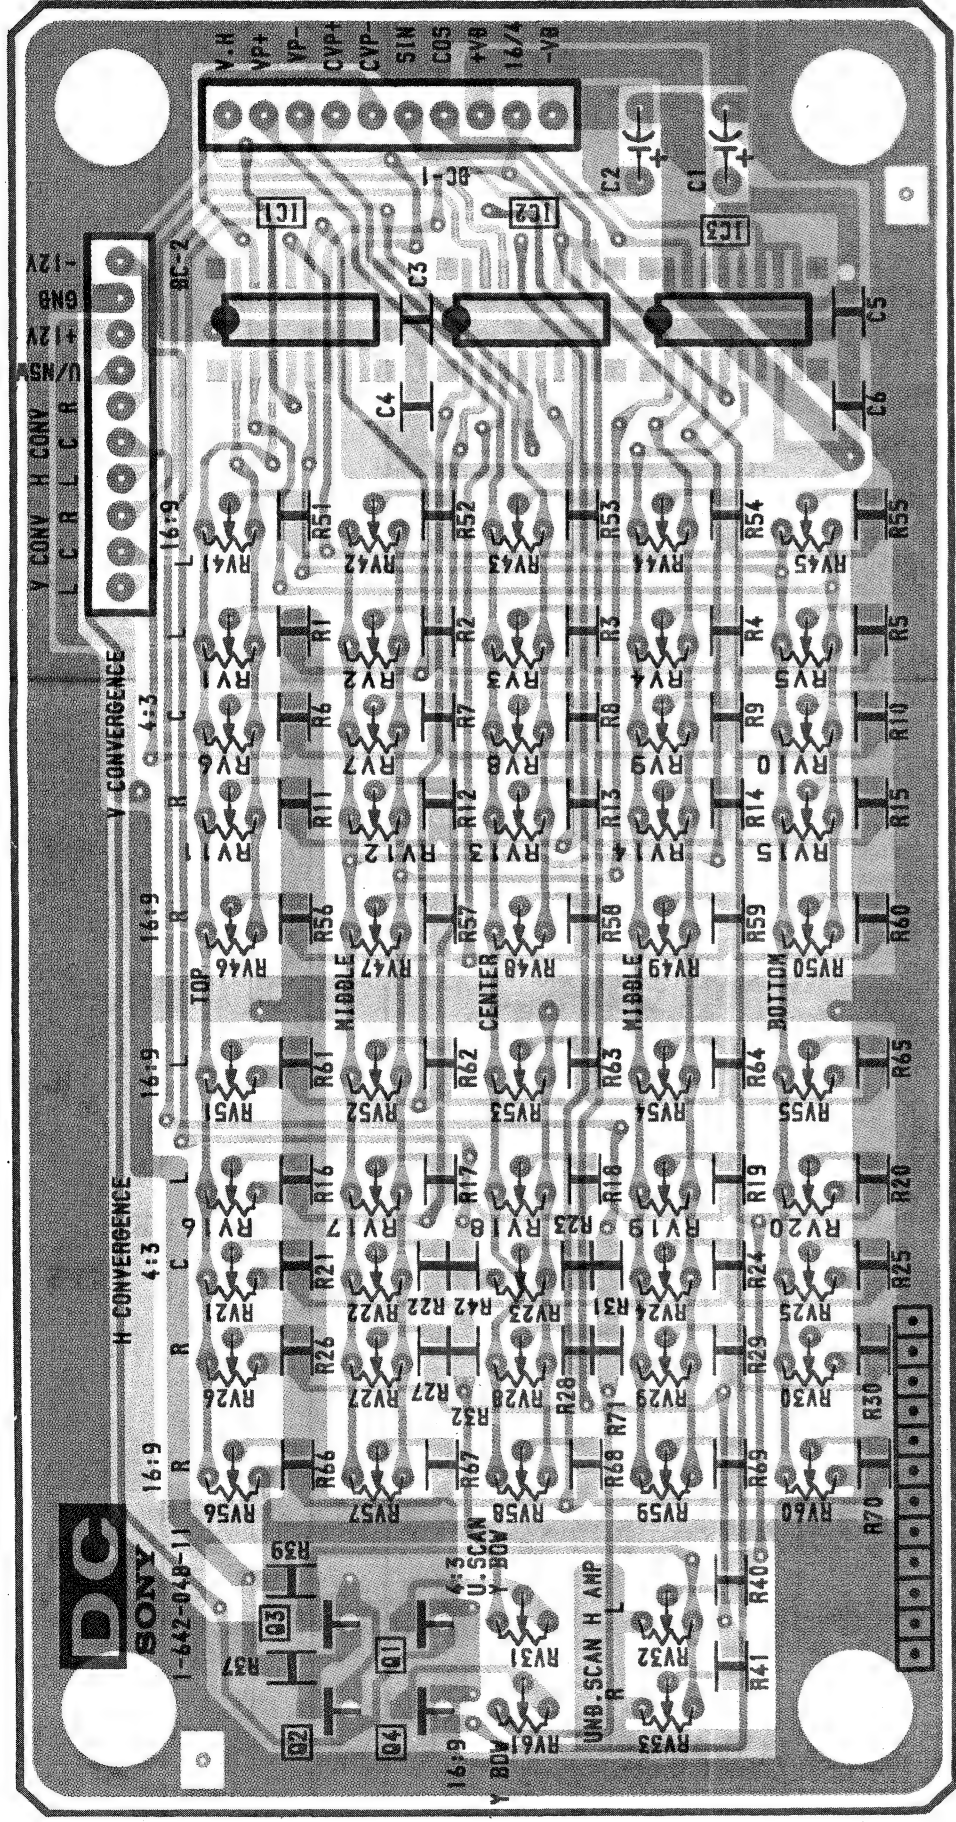 V.H
VP+
VP-
CVP+
CVP-
SIN
COS
+VB
16/4
-VB
BC-1
C2
C1
IC1
IC2
IC3
BC-2
-12V
GND
+12V
U/NSW
V CONV H CONV
L C R L C R
C3
C5
C4
C6
16:9
L
RV41
R51
RV42
R52
RV43
R53
RV44
R54
RV45
R55
V CONVERGENCE
4:3
L
RV1
R1
RV2
R2
RV3
R3
RV4
R4
RV5
R5
C
RV6
R6
RV7
R7
RV8
R8
RV9
R9
RV10
R10
R
RV11
R11
RV12
R12
RV13
R13
RV14
R14
RV15
R15
16:9
R
RV46
R56
RV47
R57
RV48
R58
RV49
R59
RV50
R60
TOP
MIDDLE
CENTER
MIDDLE
BOTTOM
16:9
L
RV51
R61
RV52
R62
RV53
R63
RV54
R64
RV55
R65
H CONVERGENCE
4:3
L
RV16
R16
RV17
R17
RV18
R18
RV19
R19
RV20
R20
R23
C
RV21
R21
RV22
R22
R42
RV23
R31
RV24
R24
RV25
R25
R
RV26
R26
RV27
R27
R32
RV28
R28
R71
RV29
R29
RV30
R30
16:9
R
RV56
R66
RV57
R67
RV58
R68
RV59
R69
RV60
R70
DC
SONY
1-642-048-11
R39
Q3
R37
Q1
Q2
Q4
4:3
U.SCAN
Y BOW
RV31
16:9
Y BOW
RV61
UNB.SCAN H AMP
R L
RV32
RV33
R40
R41